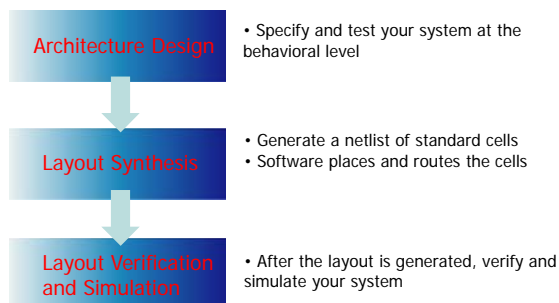 Architecture Design
• Specify and test your system at the
behavioral level
Layout Synthesis
• Generate a netlist of standard cells
• Software places and routes the cells
Layout Verification
and Simulation
• After the layout is generated, verify and
simulate your system